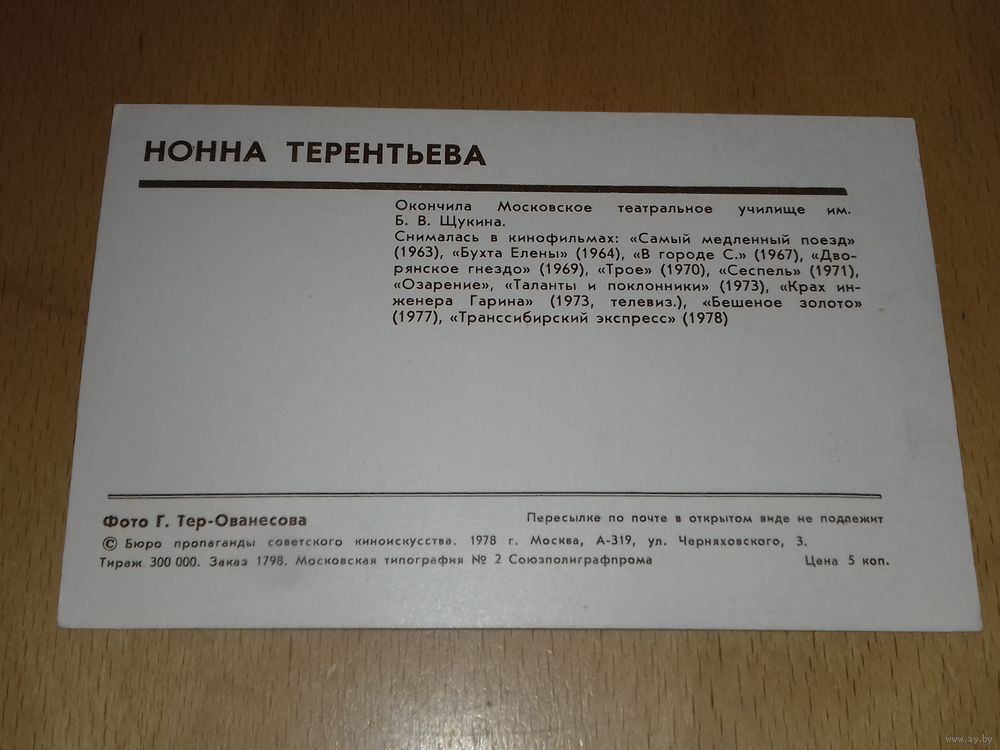 НОННА ТЕРЕНТЬЕВА
Окончила Московское театральное училище им.
Б. В. Щукина.
Снималась в кинофильмах: «Самый медленный поезд»
(1963), «Бухта Елены» (1964), «В городе С.» (1967), «Дво-
рянское гнездо» (1969), «Трое» (1970), «Сеспель» (1971),
«Озарение», «Таланты и поклонники» (1973), «Крах ин-
женера Гарина» (1973, телевиз.), «Бешеное золото»
(1977), «Транссибирский экспресс» (1978)
Фото Г. Тер-Ованесова
Пересылке по почте в открытом виде не подлежит
© Бюро пропаганды советского киноискусства. 1978 г. Москва, А-319, ул. Черняховского, 3.
Тираж 300 000. Заказ 1798. Московская типография № 2 Союзполиграфпрома
Цена 5 коп.
www.ay.by